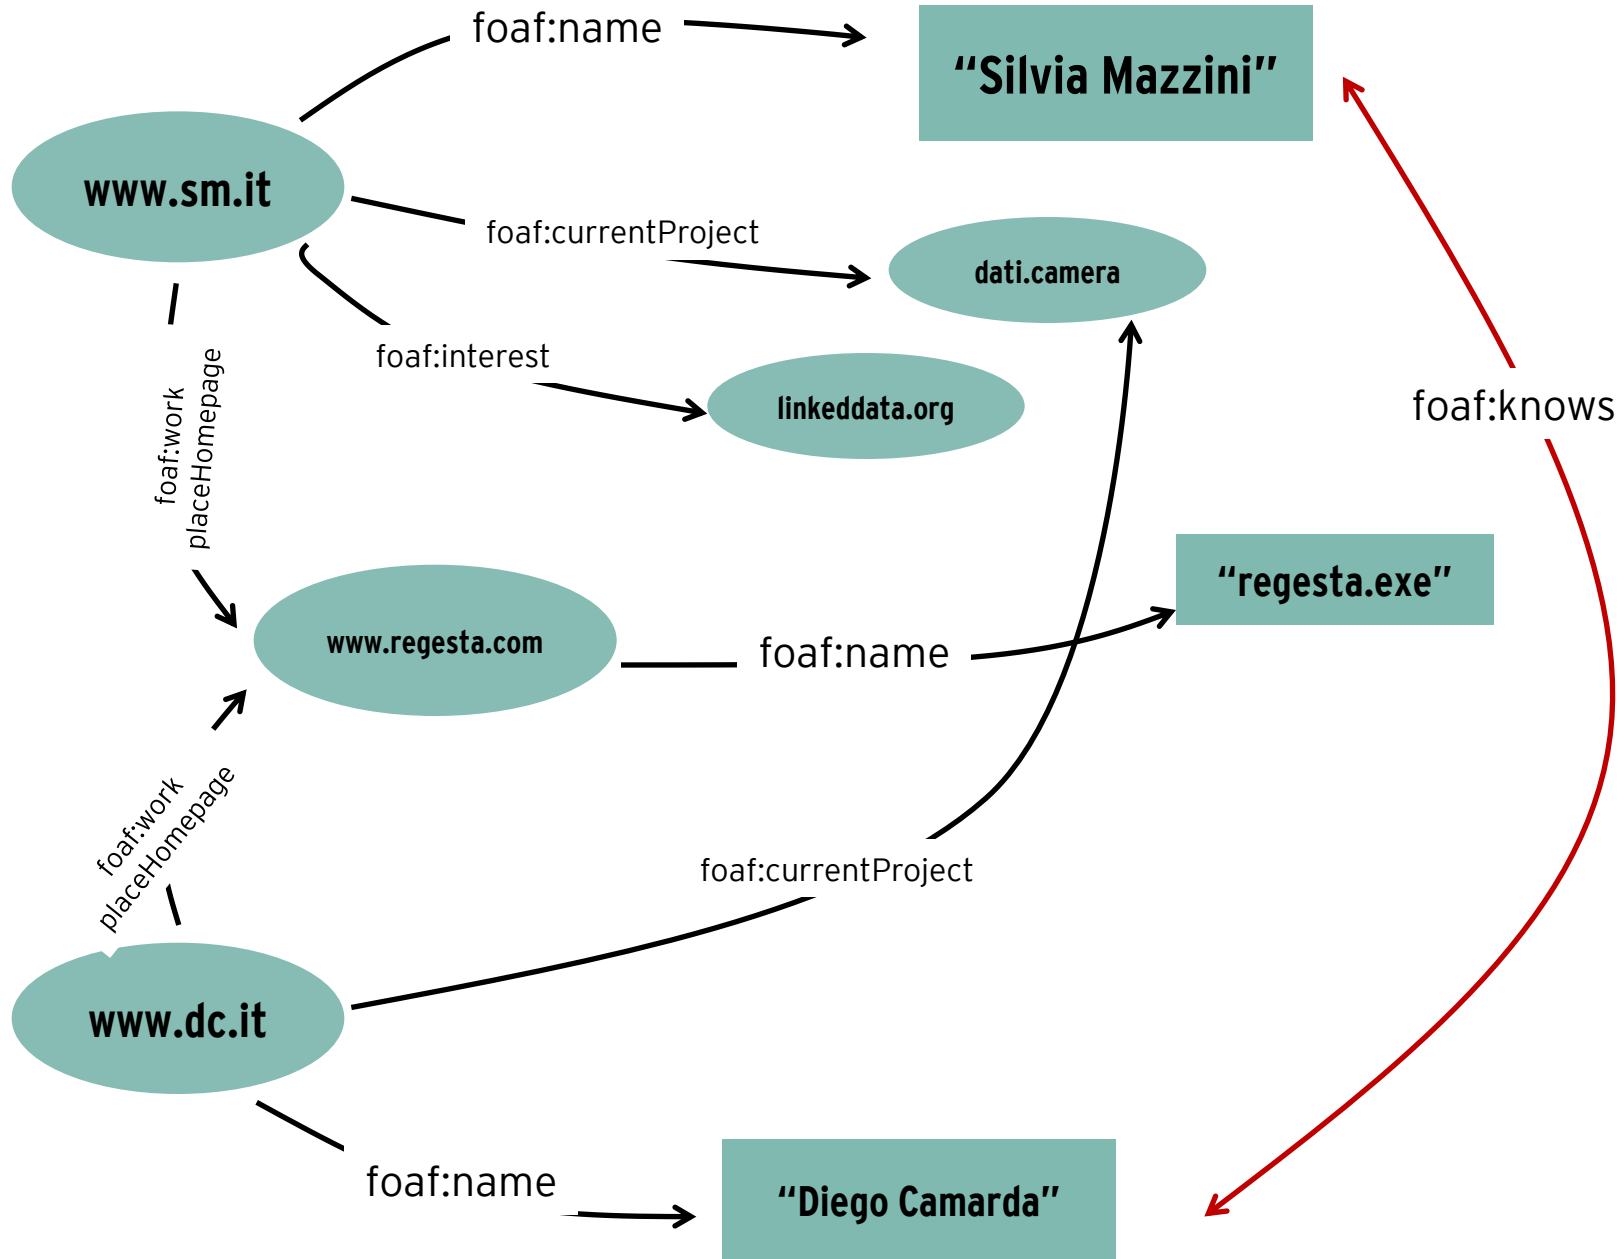 foaf:name
“Silvia Mazzini”
www.sm.it
foaf:currentProject
dati.camera
foaf:interest
linkeddata.org
foaf:knows
foaf:work
placeHomepage
“regesta.exe”
www.regesta.com
foaf:name
foaf:work
placeHomepage
foaf:currentProject
www.dc.it
foaf:name
“Diego Camarda”